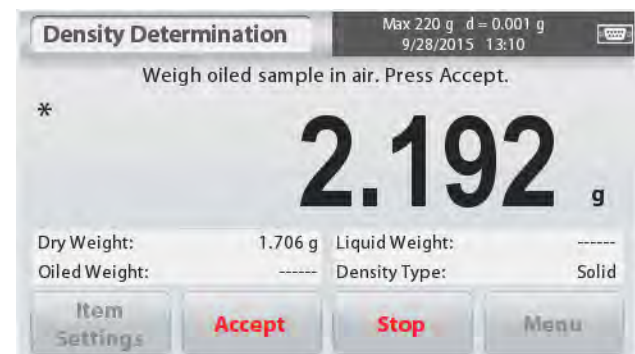 Density Determination
Max 220 g d = 0.001 g
9/28/2015 13:10
Weigh oiled sample in air. Press Accept.
*
2.192 g
Dry Weight: 1.706 g Liquid Weight: ------
Oiled Weight: ------ Density Type: Solid
Item Settings Accept Stop Menu